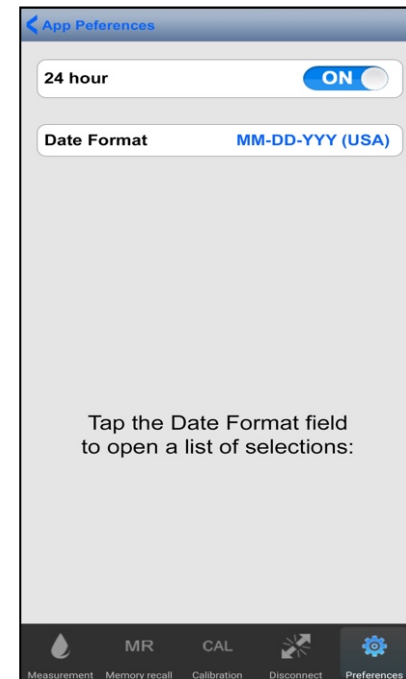 App Peferences
24 hour ON
Date Format MM-DD-YYY (USA)
Tap the Date Format field
to open a list of selections:
MR CAL
Measurement Memory recall Calibration Disconnect Preferences